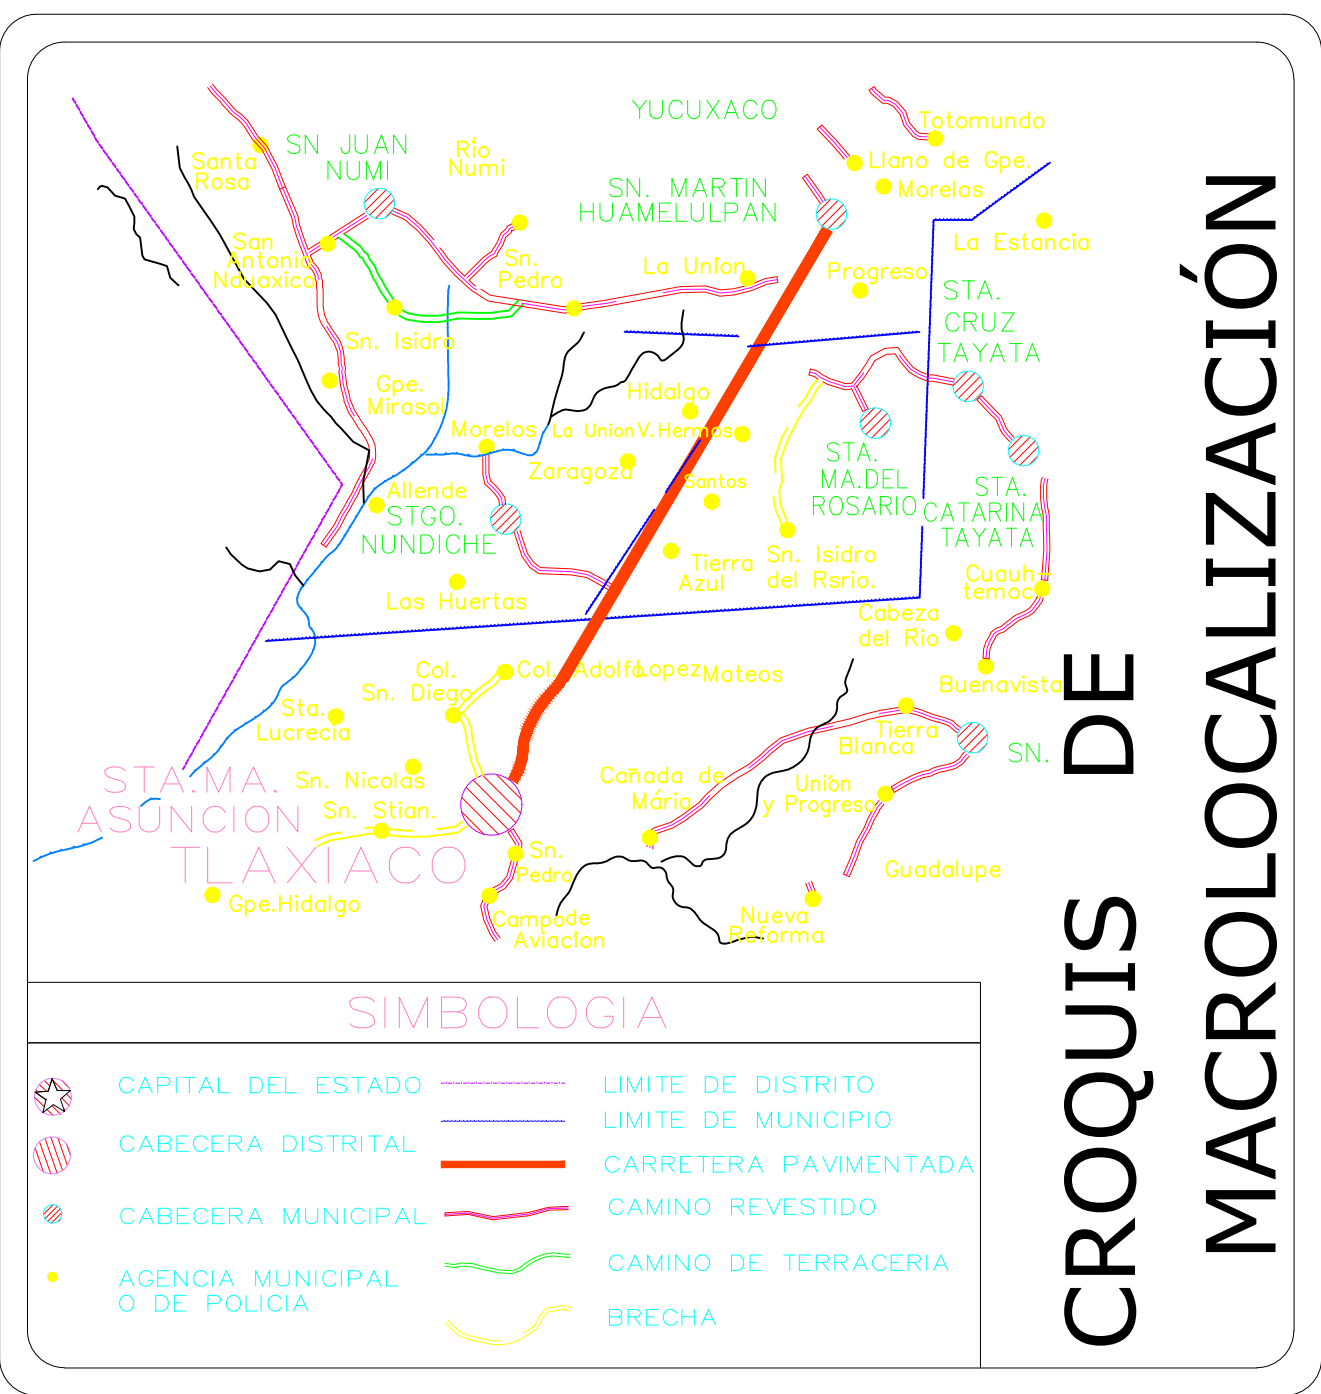 YUCUXACO
Totomundo
SN JUAN
NUMI
Río
Numi
Santa
Rosa
Llano de Gpe.
Morelos
SN. MARTIN
HUAMELULPAN
San
Antonio
Nduaxico
Sn.
Pedro
La Union
Progreso
La Estancia
STA.
CRUZ
TAYATA
Sn. Isidro
Gpe.
Mirasol
Hidalgo
Morelos
La Union
V.Hermos
Zaragoza
Santos
STA.
MA.DEL
ROSARIO
STA.
CATARINA
TAYATA
Allende
STGO.
NUNDICHE
Tierra
Azul
Sn. Isidro
del Rsrio.
Cuauh-
temoc
Las Huertas
Cabeza
del Rio
Col.
Sn. Diego
Col. Adolfo Lopez Mateos
Buenavista
Sta.
Lucrecia
Tierra
Blanca
SN.
STA.MA.
ASUNCION
TLAXIACO
Sn. Nicolas
Sn. Stian.
Cañada de
Mária
Unión
y Progreso
Sn.
Pedro
Guadalupe
Gpe.Hidalgo
Campo de
Aviacion
Nueva
Reforma
SIMBOLOGIA
CAPITAL DEL ESTADO
CABECERA DISTRITAL
CABECERA MUNICIPAL
AGENCIA MUNICIPAL
O DE POLICIA
LIMITE DE DISTRITO
LIMITE DE MUNICIPIO
CARRETERA PAVIMENTADA
CAMINO REVESTIDO
CAMINO DE TERRACERIA
BRECHA
CROQUIS DE
MACROLOCALIZACIÓN